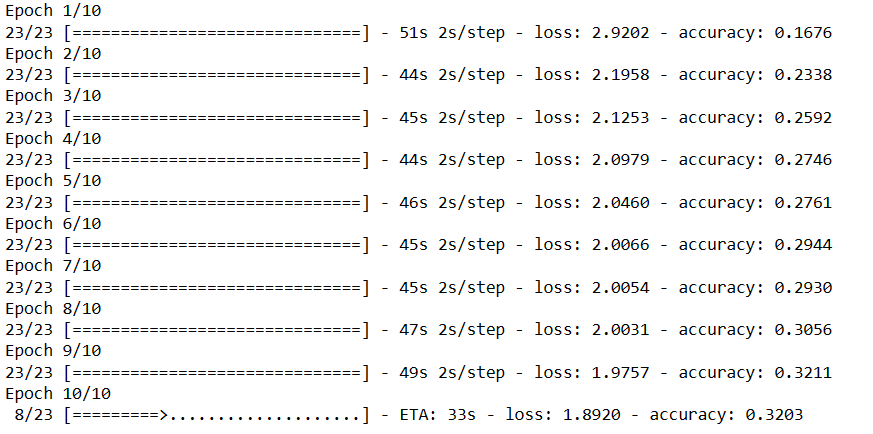 Epoch 1/10
23/23 [==============================] - 51s 2s/step - loss: 2.9202 - accuracy: 0.1676
Epoch 2/10
23/23 [==============================] - 44s 2s/step - loss: 2.1958 - accuracy: 0.2338
Epoch 3/10
23/23 [==============================] - 45s 2s/step - loss: 2.1253 - accuracy: 0.2592
Epoch 4/10
23/23 [==============================] - 44s 2s/step - loss: 2.0979 - accuracy: 0.2746
Epoch 5/10
23/23 [==============================] - 46s 2s/step - loss: 2.0460 - accuracy: 0.2761
Epoch 6/10
23/23 [==============================] - 45s 2s/step - loss: 2.0066 - accuracy: 0.2944
Epoch 7/10
23/23 [==============================] - 45s 2s/step - loss: 2.0054 - accuracy: 0.2930
Epoch 8/10
23/23 [==============================] - 47s 2s/step - loss: 2.0031 - accuracy: 0.3056
Epoch 9/10
23/23 [==============================] - 49s 2s/step - loss: 1.9757 - accuracy: 0.3211
Epoch 10/10
 8/23 [=========>....................] - ETA: 33s - loss: 1.8920 - accuracy: 0.3203